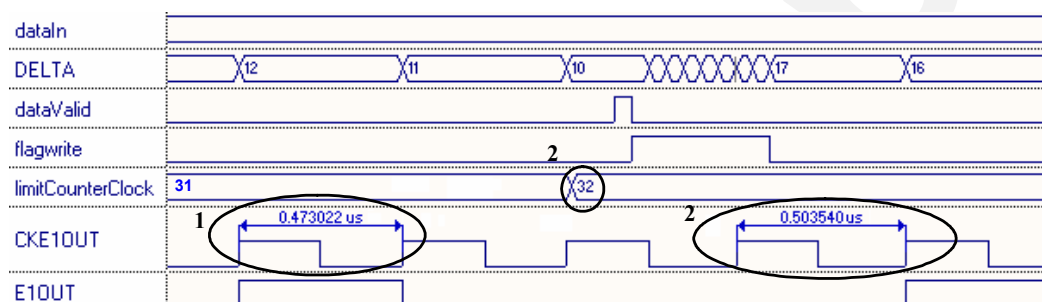 dataIn
DELTA 12 11 10 17 16
dataValid
flagwrite
2
limitCounterClock 31 32
1 0.473022 us 2 0.503540 us
CKE1OUT
E1OUT